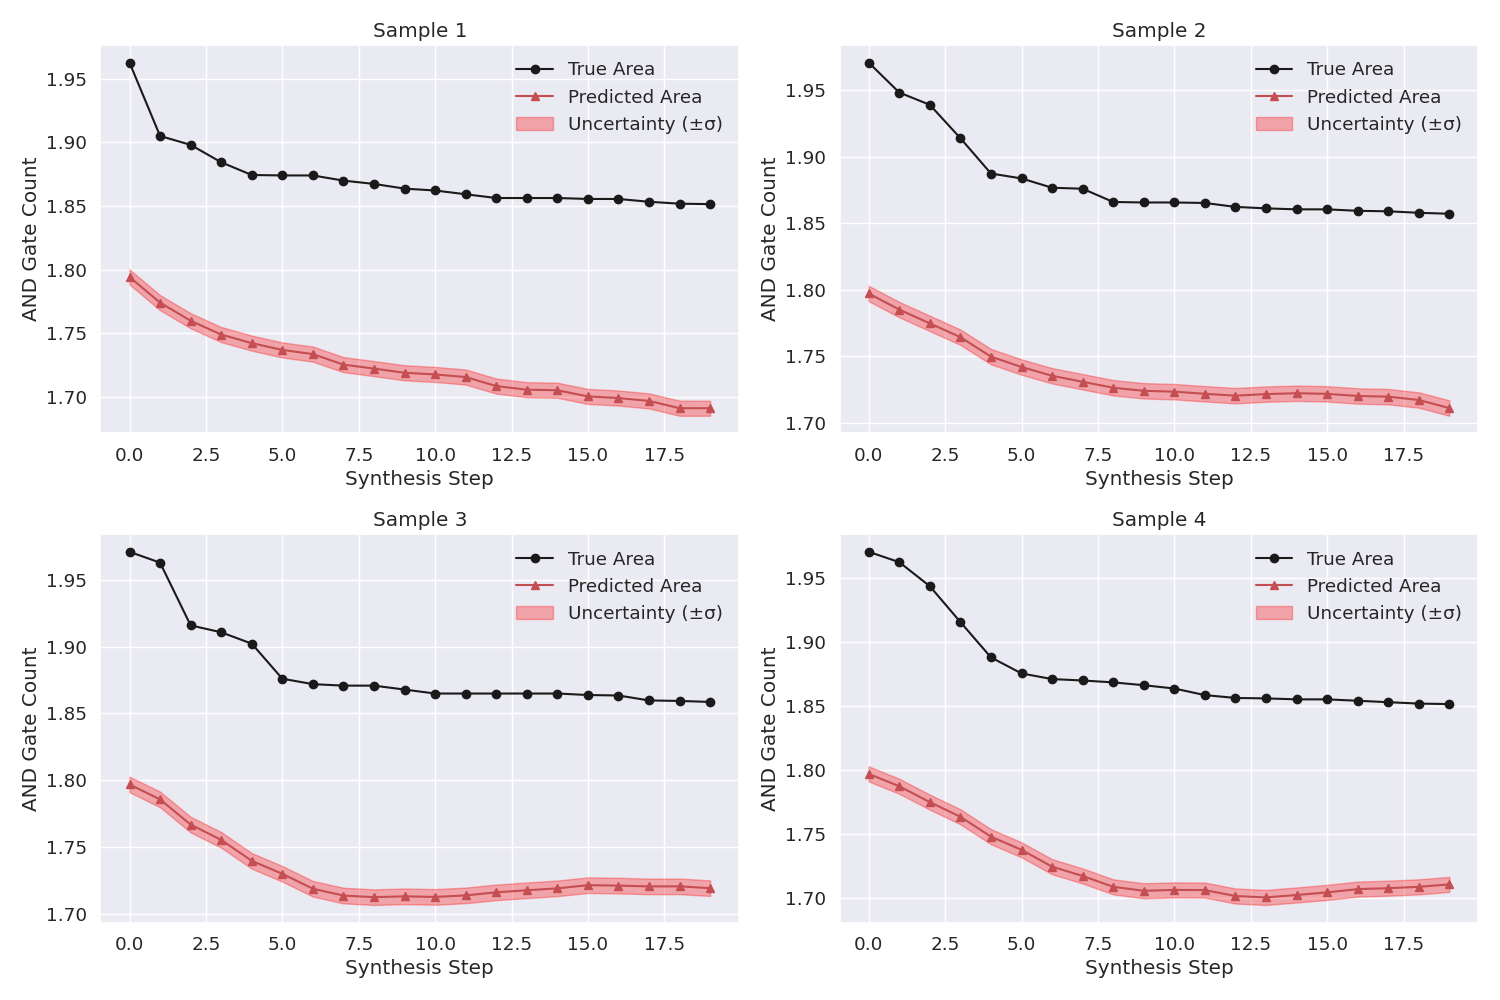 Sample 1
AND Gate Count
1.95
1.90
1.85
1.80
1.75
1.70
True Area
Predicted Area
Uncertainty (±σ)
0.0 2.5 5.0 7.5 10.0 12.5 15.0 17.5
Synthesis Step
Sample 2
AND Gate Count
1.95
1.90
1.85
1.80
1.75
1.70
True Area
Predicted Area
Uncertainty (±σ)
0.0 2.5 5.0 7.5 10.0 12.5 15.0 17.5
Synthesis Step
Sample 3
AND Gate Count
1.95
1.90
1.85
1.80
1.75
1.70
True Area
Predicted Area
Uncertainty (±σ)
0.0 2.5 5.0 7.5 10.0 12.5 15.0 17.5
Synthesis Step
Sample 4
AND Gate Count
1.95
1.90
1.85
1.80
1.75
1.70
True Area
Predicted Area
Uncertainty (±σ)
0.0 2.5 5.0 7.5 10.0 12.5 15.0 17.5
Synthesis Step